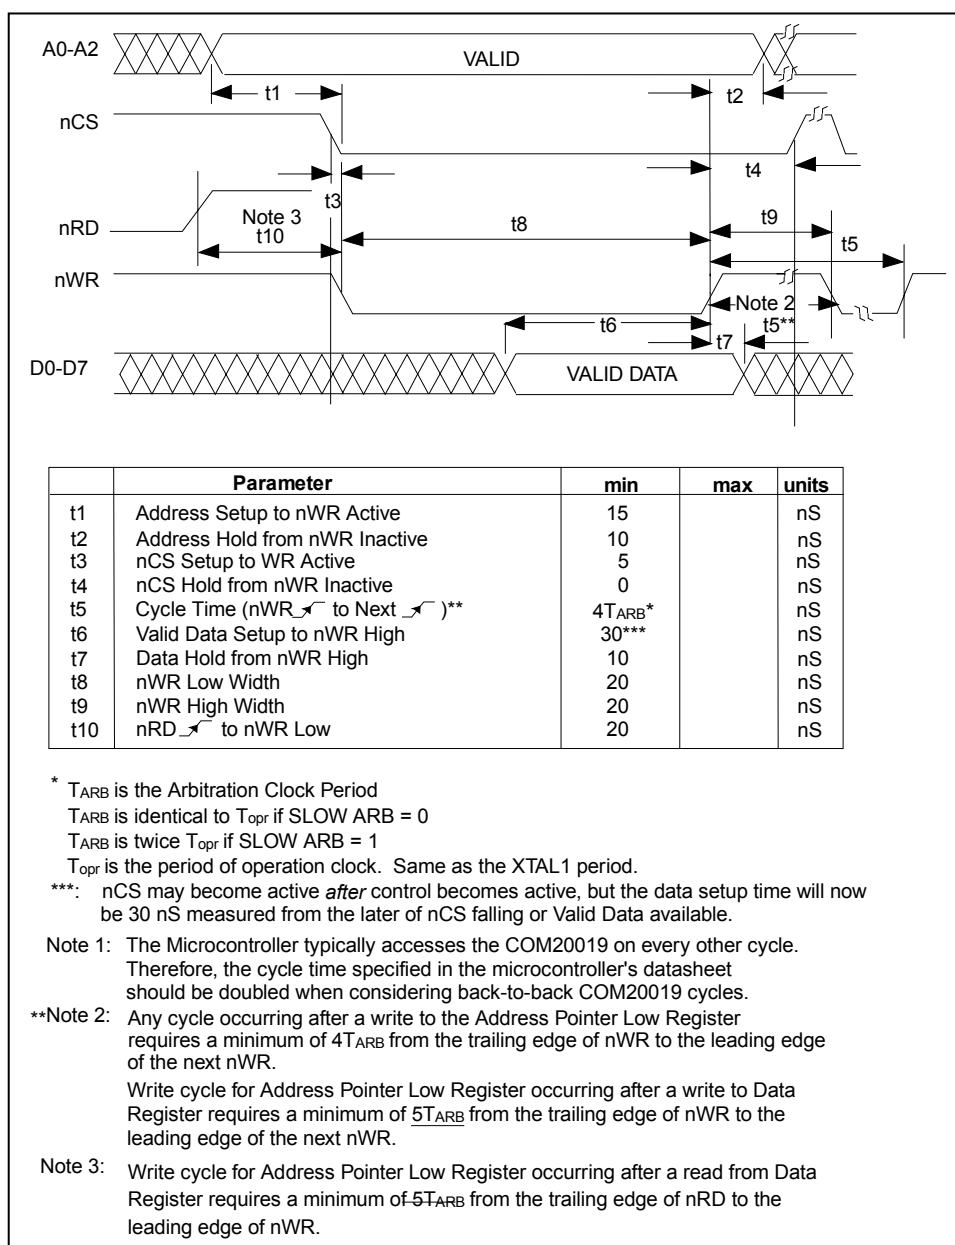 A0-A2
VALID
t1
t2
nCS
t4
t3
nRD
Note 3
t10
t8
t9
t5
nWR
Note 2
t6
t5**
t7
D0-D7
VALID DATA
Parameter min max units
t1 Address Setup to nWR Active 15 nS
t2 Address Hold from nWR Inactive 10 nS
t3 nCS Setup to WR Active 5 nS
t4 nCS Hold from nWR Inactive 0 nS
t5 Cycle Time (nWR to Next )** 4TARB* nS
t6 Valid Data Setup to nWR High 30*** nS
t7 Data Hold from nWR High 10 nS
t8 nWR Low Width 20 nS
t9 nWR High Width 20 nS
t10 nRD to nWR Low 20 nS
* TARB is the Arbitration Clock Period
TARB is identical to Topr if SLOW ARB = 0
TARB is twice Topr if SLOW ARB = 1
Topr is the period of operation clock. Same as the XTAL1 period.
***: nCS may become active after control becomes active, but the data setup time will now
be 30 nS measured from the later of nCS falling or Valid Data available.
Note 1: The Microcontroller typically accesses the COM20019 on every other cycle.
Therefore, the cycle time specified in the microcontroller's datasheet
should be doubled when considering back-to-back COM20019 cycles.
**Note 2: Any cycle occurring after a write to the Address Pointer Low Register
requires a minimum of 4TARB from the trailing edge of nWR to the leading edge
of the next nWR.
Write cycle for Address Pointer Low Register occurring after a write to Data
Register requires a minimum of 5TARB from the trailing edge of nWR to the
leading edge of the next nWR.
Note 3: Write cycle for Address Pointer Low Register occurring after a read from Data
Register requires a minimum of 5TARB from the trailing edge of nRD to the
leading edge of nWR.